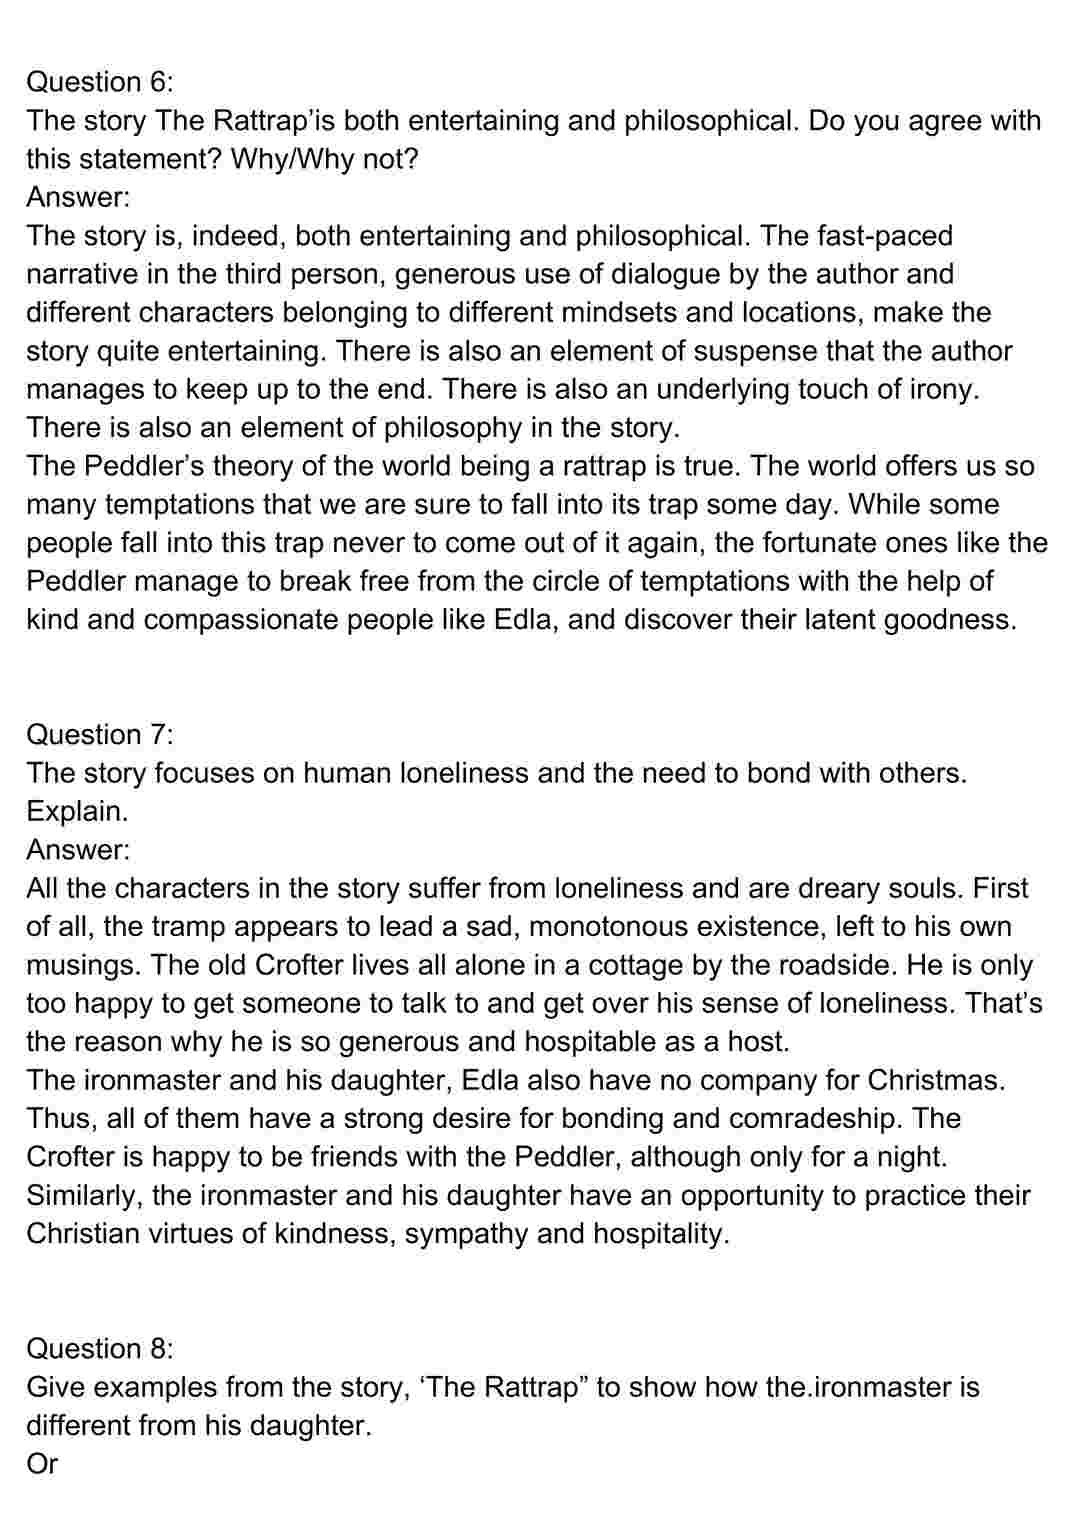 Question 6:
The story The Rattrap’is both entertaining and philosophical. Do you agree with
this statement? Why/Why not?
Answer:
The story is, indeed, both entertaining and philosophical. The fast-paced
narrative in the third person, generous use of dialogue by the author and
different characters belonging to different mindsets and locations, make the
story quite entertaining. There is also an element of suspense that the author
manages to keep up to the end. There is also an underlying touch of irony.
There is also an element of philosophy in the story.
The Peddler’s theory of the world being a rattrap is true. The world offers us so
many temptations that we are sure to fall into its trap some day. While some
people fall into this trap never to come out of it again, the fortunate ones like the
Peddler manage to break free from the circle of temptations with the help of
kind and compassionate people like Edla, and discover their latent goodness.
Question 7:
The story focuses on human loneliness and the need to bond with others.
Explain.
Answer:
All the characters in the story suffer from loneliness and are dreary souls. First
of all, the tramp appears to lead a sad, monotonous existence, left to his own
musings. The old Crofter lives all alone in a cottage by the roadside. He is only
too happy to get someone to talk to and get over his sense of loneliness. That’s
the reason why he is so generous and hospitable as a host.
The ironmaster and his daughter, Edla also have no company for Christmas.
Thus, all of them have a strong desire for bonding and comradeship. The
Crofter is happy to be friends with the Peddler, although only for a night.
Similarly, the ironmaster and his daughter have an opportunity to practice their
Christian virtues of kindness, sympathy and hospitality.
Question 8:
Give examples from the story, ‘The Rattrap” to show how the.ironmaster is
different from his daughter.
Or